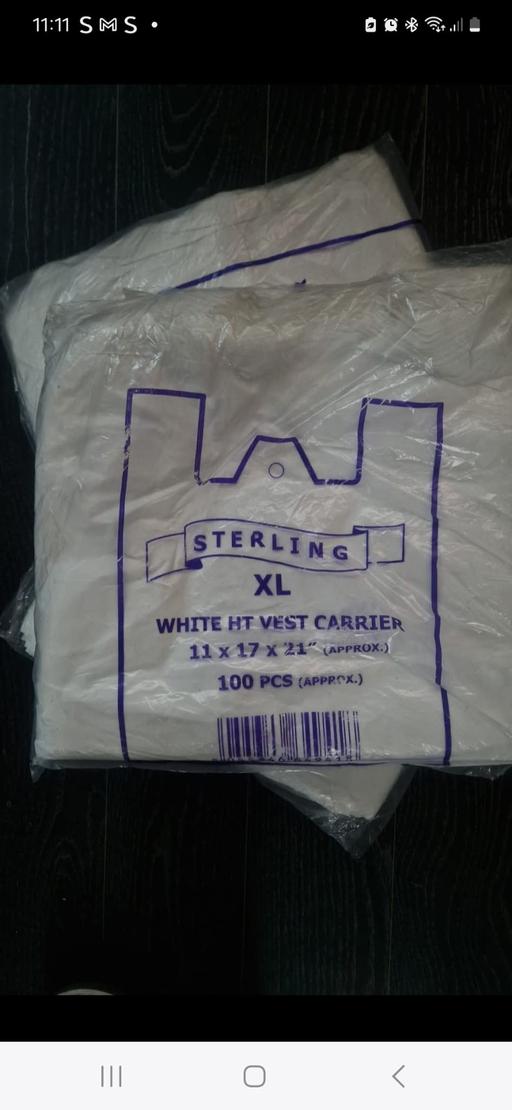 11:11 S M S
STERLING
XL
WHITE HT VEST CARRIER
11 x 17 x 21" (APPROX.)
100 PCS (APPROX.)